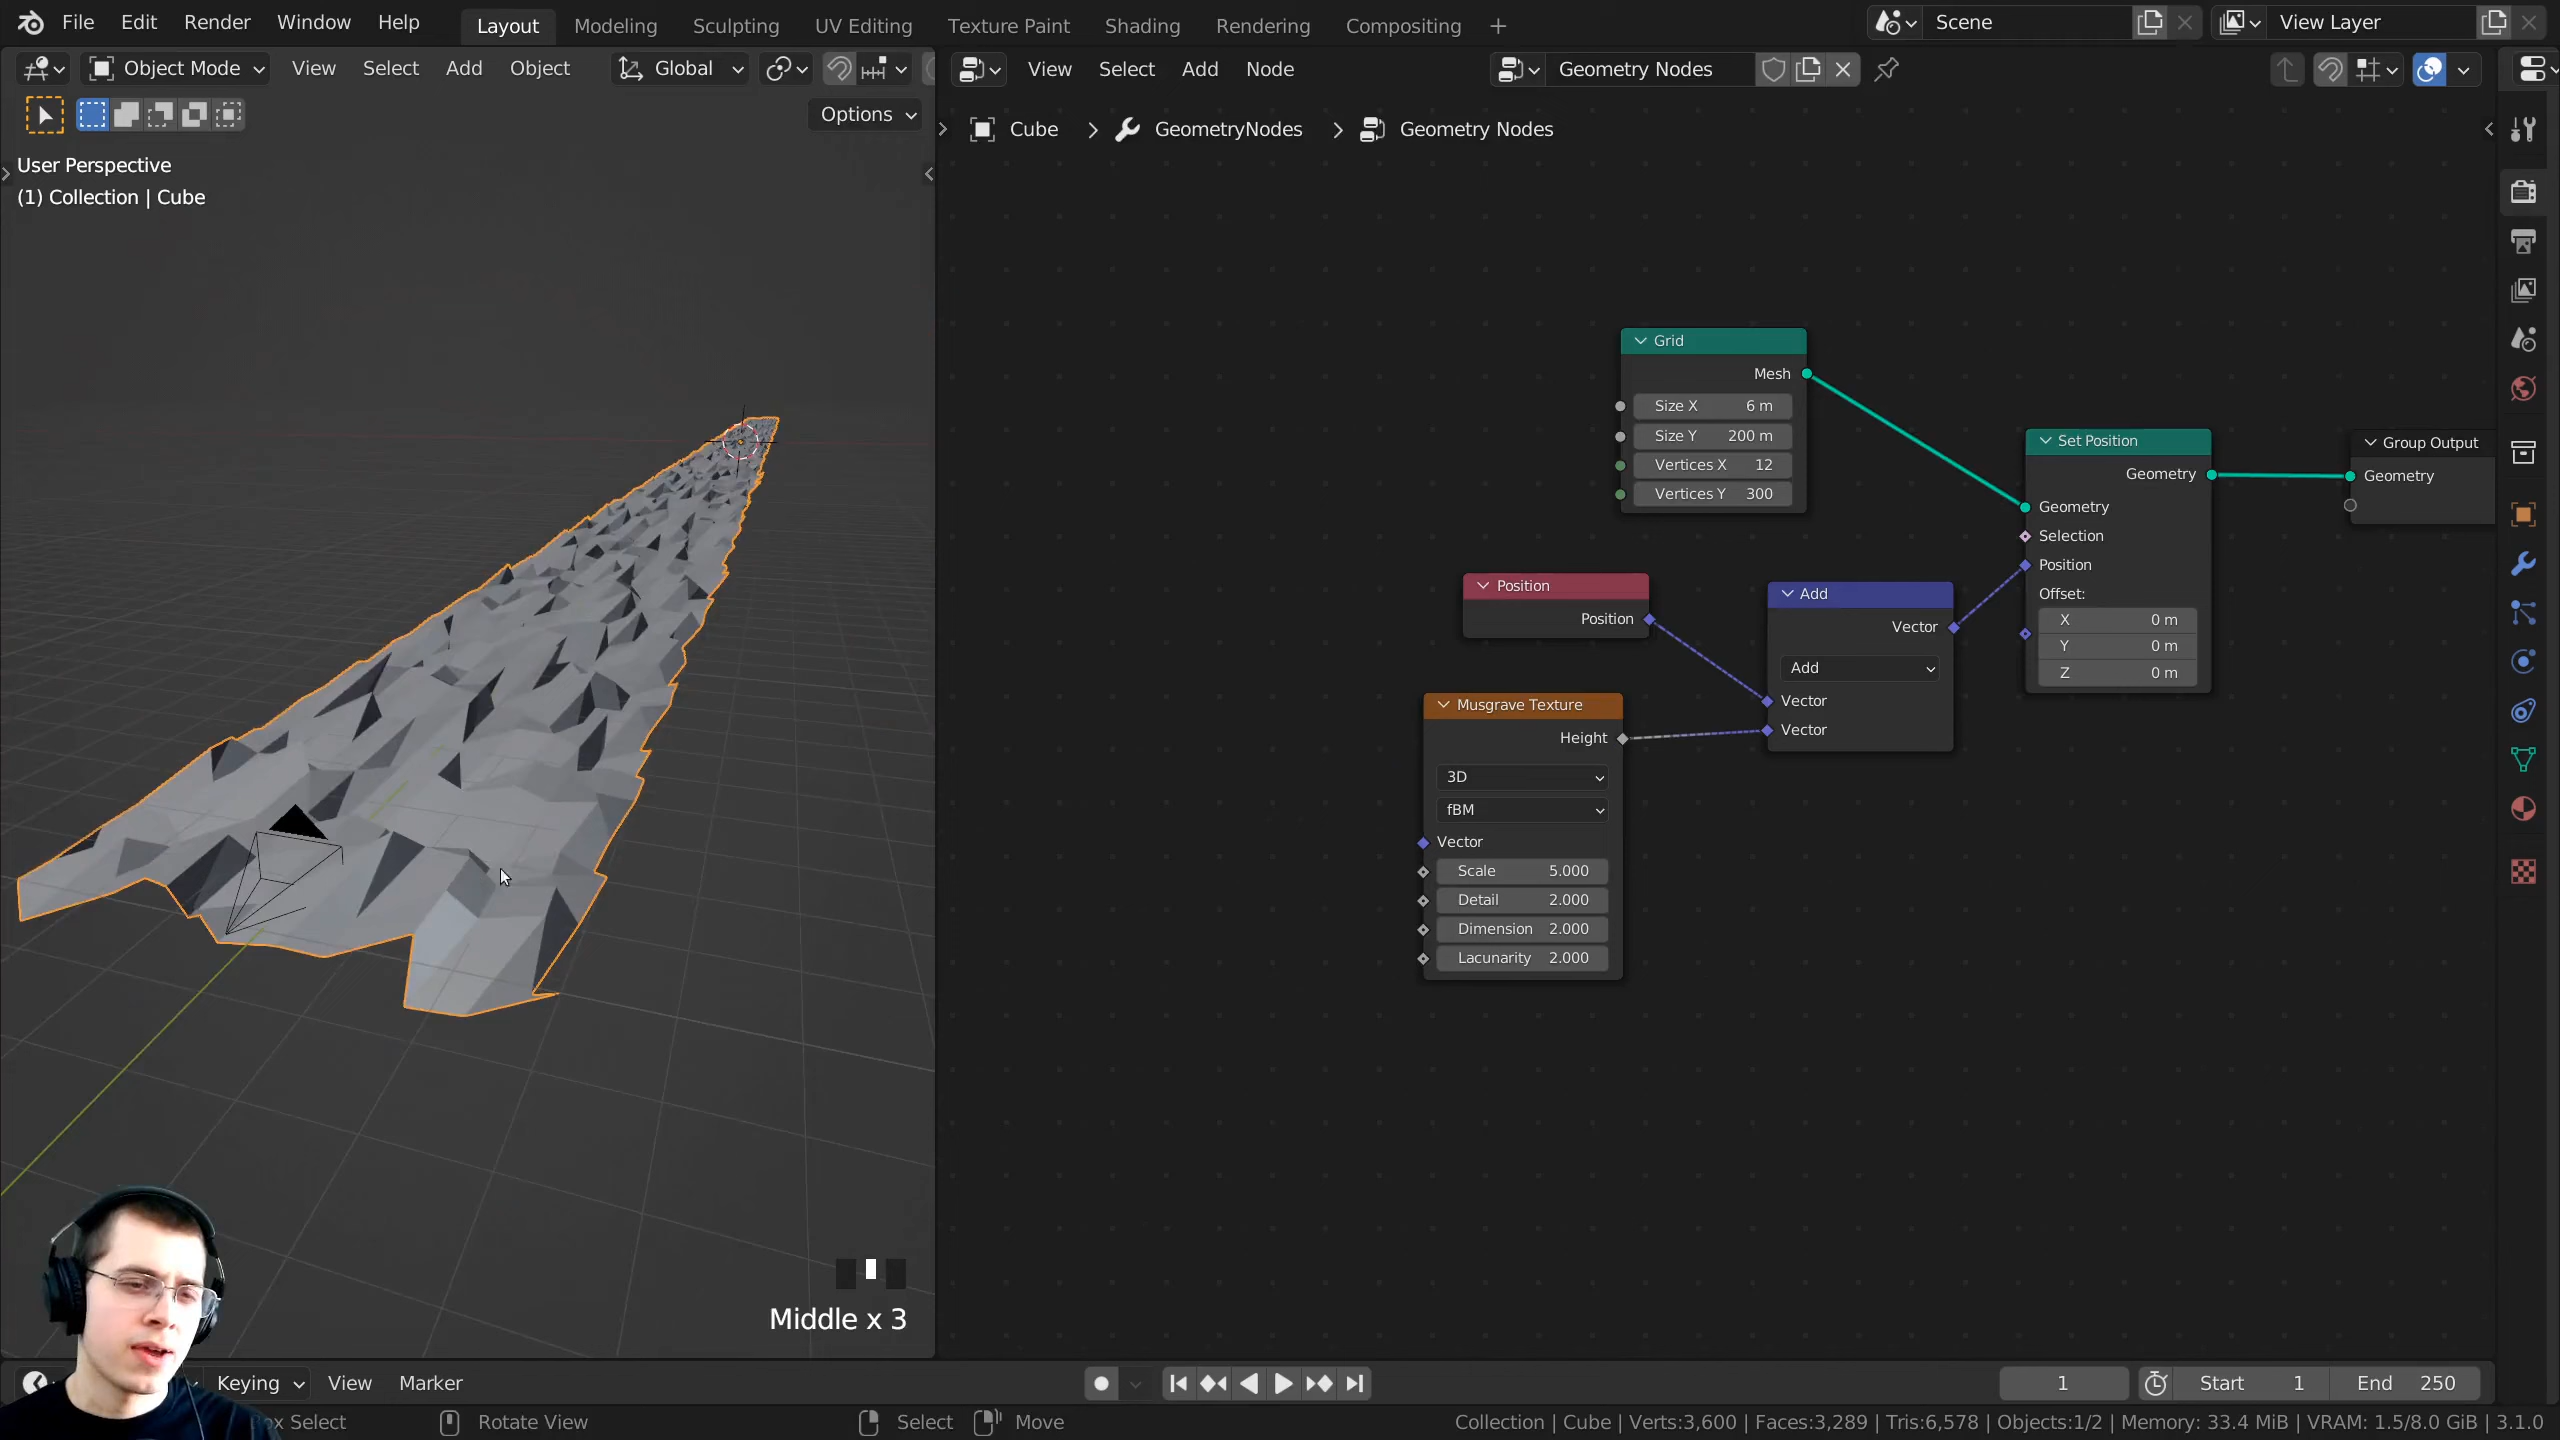 File Edit Render Window Help Layout Modeling Sculpting UV Editing Texture Paint Shading Rendering Compositing + Scene View Layer
Object Mode View Select Add Object Global View Select Add Node Geometry Nodes
Options
Cube > GeometryNodes > Geometry Nodes
User Perspective
(1) Collection | Cube
Grid
Mesh
Size X 6 m
Size Y 200 m
Vertices X 12
Vertices Y 300
Set Position
Geometry
Geometry
Selection
Position
Offset:
X 0 m
Y 0 m
Z 0 m
Group Output
Geometry
Position
Position
Add
Vector
Add
Vector
Vector
Musgrave Texture
Height
3D
fBM
Vector
Scale 5.000
Detail 2.000
Dimension 2.000
Lacunarity 2.000
Middle x 3
Keying View Marker 1 Start 1 End 250
ox Select Rotate View Select Move Collection | Cube | Verts:3,600 | Faces:3,289 | Tris:6,578 | Objects:1/2 | Memory: 33.4 MiB | VRAM: 1.5/8.0 GiB | 3.1.0